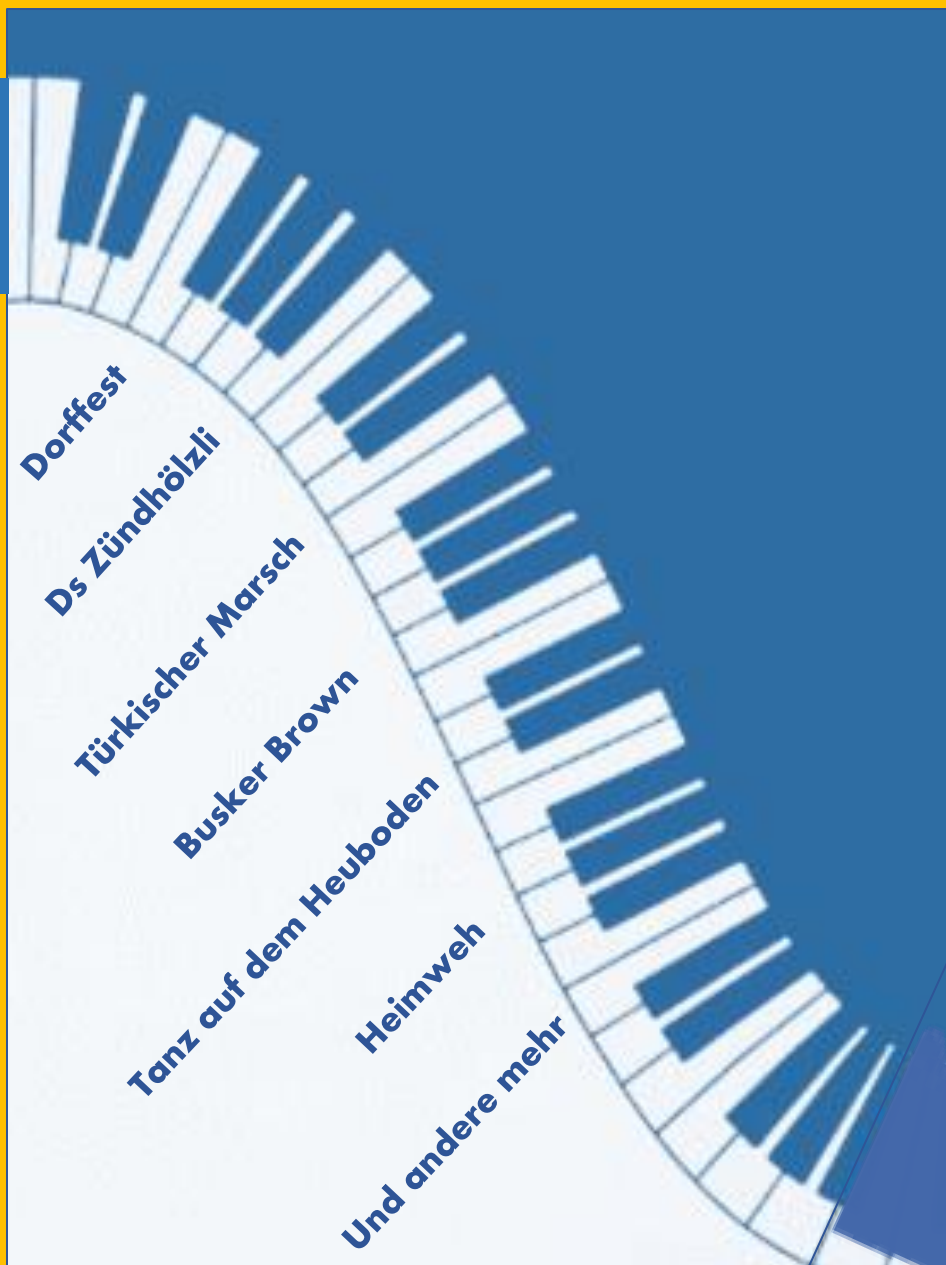 Dorffest
Ds Zündhölzli
Türkischer Marsch
Busker Brown
Tanz auf dem Heuboden
Heimweh
Und andere mehr